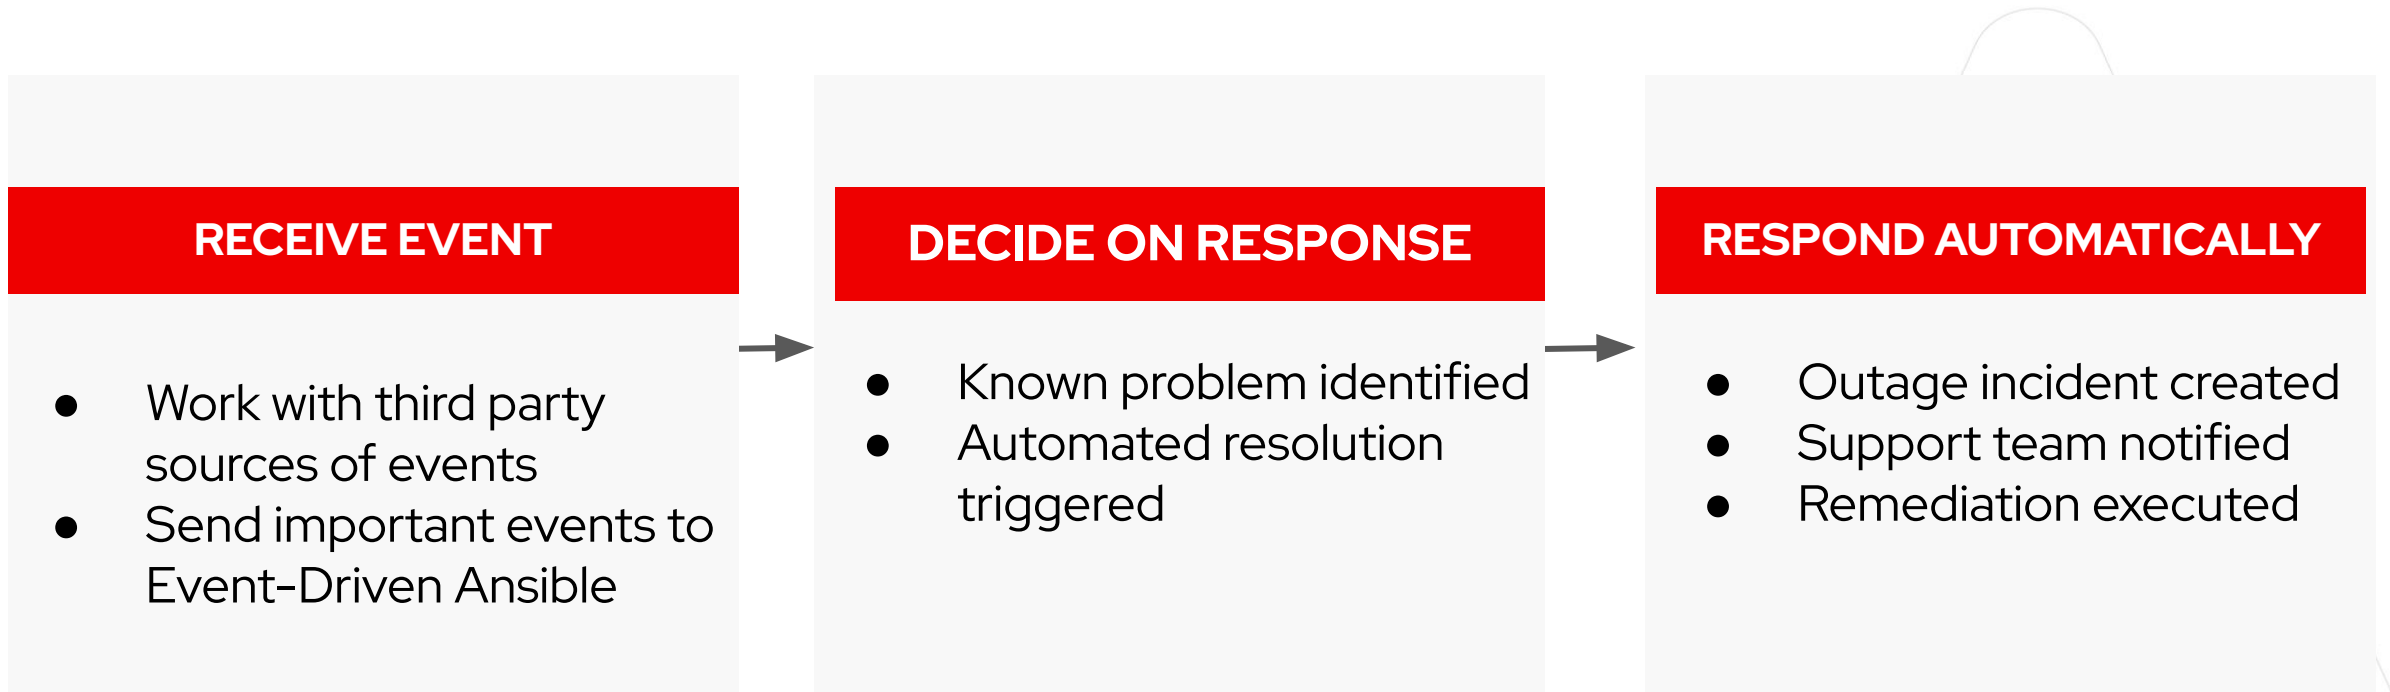 RECEIVE EVENT
● Work with third party
sources of events
● Send important events to
Event-Driven Ansible
DECIDE ON RESPONSE
● Known problem identified
● Automated resolution
triggered
RESPOND AUTOMATICALLY
● Outage incident created
● Support team notified
● Remediation executed